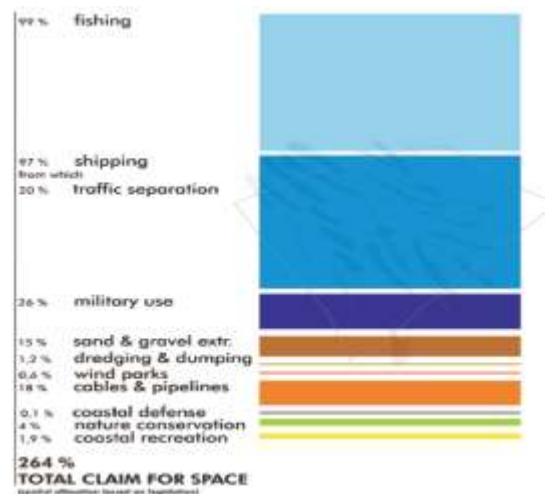 99 % fishing
97 % shipping
from which
20 % traffic separation
26 % military use
15 % sand & gravel extr.
1,2 % dredging & dumping
0,6 % wind parks
18 % cables & pipelines
0,1 % coastal defense
4 % nature conservation
1,9 % coastal recreation
264 %
TOTAL CLAIM FOR SPACE